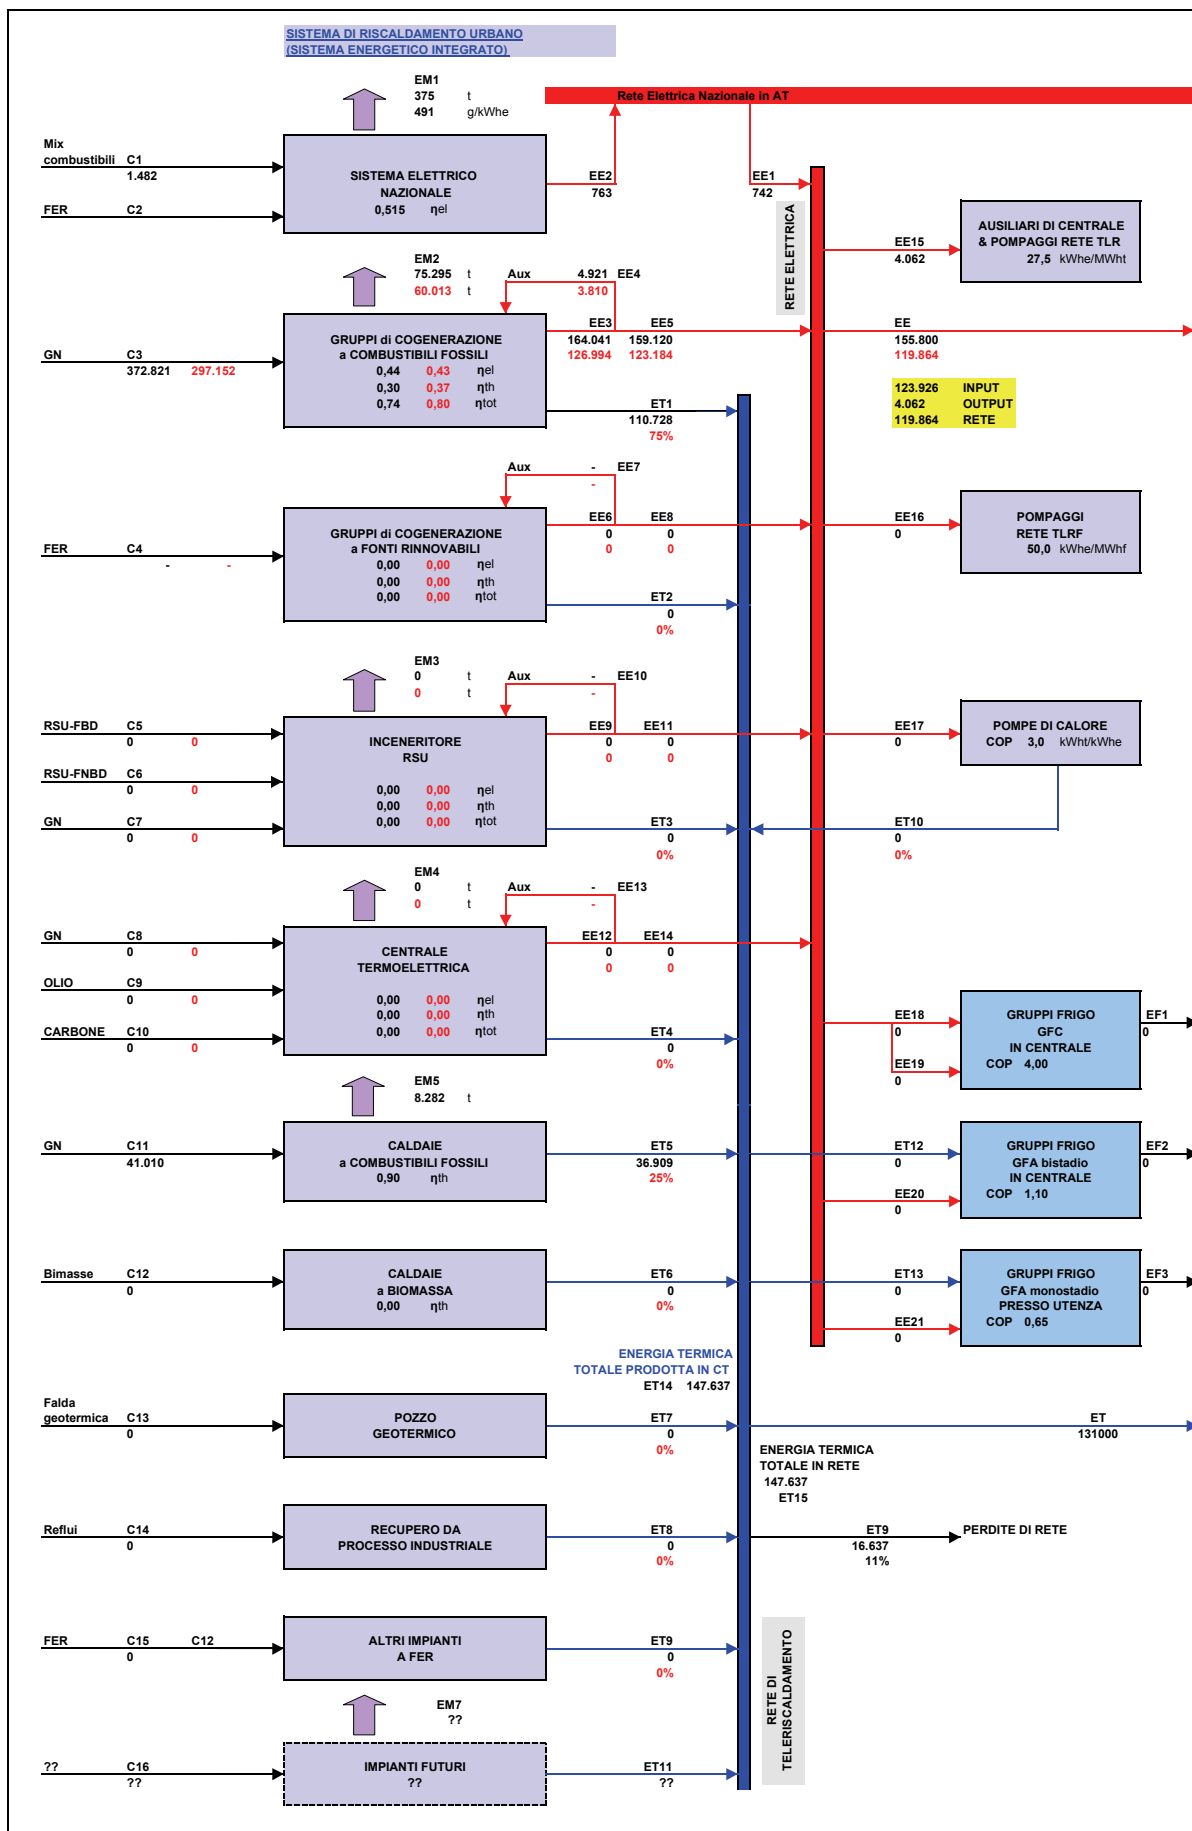 SISTEMA DI RISCALDAMENTO URBANO
(SISTEMA ENERGETICO INTEGRATO)
EM1
375 t
491 g/kWhe
Rete Elettrica Nazionale in AT
Mix
combustibili C1
1.482
FER C2
SISTEMA ELETTRICO
NAZIONALE
0,515 ηel
EE2
763
EE1
742
RETE ELETTRICA
EE15
4.062
AUSILIARI DI CENTRALE
& POMPAGGI RETE TLR
27,5 kWhe/MWht
EM2
75.295 t
60.013 t
Aux 4.921 EE4
3.810
GN C3
372.821 297.152
GRUPPI di COGENERAZIONE
a COMBUSTIBILI FOSSILI
0,44 0,43 ηel
0,30 0,37 ηth
0,74 0,80 ηtot
EE3 EE5
164.041 159.120
126.994 123.184
EE
155.800
119.864
123.926 INPUT
4.062 OUTPUT
119.864 RETE
ET1
110.728
75%
Aux - EE7
-
FER C4
- -
GRUPPI di COGENERAZIONE
a FONTI RINNOVABILI
0,00 0,00 ηel
0,00 0,00 ηth
0,00 0,00 ηtot
EE6 EE8
0 0
0 0
EE16
0
POMPAGGI
RETE TLRF
50,0 kWhe/MWhf
ET2
0
0%
EM3
0 t
0 t
Aux - EE10
-
RSU-FBD C5
0 0
RSU-FNBD C6
0 0
GN C7
0 0
INCENERITORE
RSU
0,00 0,00 ηel
0,00 0,00 ηth
0,00 0,00 ηtot
EE9 EE11
0 0
0 0
EE17
0
POMPE DI CALORE
COP 3,0 kWht/kWhe
ET3
0
0%
ET10
0
0%
EM4
0 t
0 t
Aux - EE13
-
GN C8
0 0
OLIO C9
0 0
CARBONE C10
0 0
CENTRALE
TERMOELETTRICA
0,00 0,00 ηel
0,00 0,00 ηth
0,00 0,00 ηtot
EE12 EE14
0 0
0 0
ET4
0
0%
EE18
0
EE19
0
GRUPPI FRIGO
GFC
IN CENTRALE
COP 4,00
EF1
0
EM5
8.282 t
GN C11
41.010
CALDAIE
a COMBUSTIBILI FOSSILI
0,90 ηth
ET5
36.909
25%
ET12
0
EE20
0
GRUPPI FRIGO
GFA bistadio
IN CENTRALE
COP 1,10
EF2
0
Bimasse C12
0
CALDAIE
a BIOMASSA
0,00 ηth
ET6
0
0%
ET13
0
EE21
0
GRUPPI FRIGO
GFA monostadio
PRESSO UTENZA
COP 0,65
EF3
0
ENERGIA TERMICA
TOTALE PRODOTTA IN CT
ET14 147.637
Falda
geotermica C13
0
POZZO
GEOTERMICO
ET7
0
0%
ET
131000
ENERGIA TERMICA
TOTALE IN RETE
147.637
ET15
Reflui C14
0
RECUPERO DA
PROCESSO INDUSTRIALE
ET8
0
0%
ET9
16.637
11%
PERDITE DI RETE
FER C15 C12
0
ALTRI IMPIANTI
A FER
ET9
0
0%
RETE DI
TELERISCALDAMENTO
EM7
??
?? C16
??
IMPIANTI FUTURI
??
ET11
??